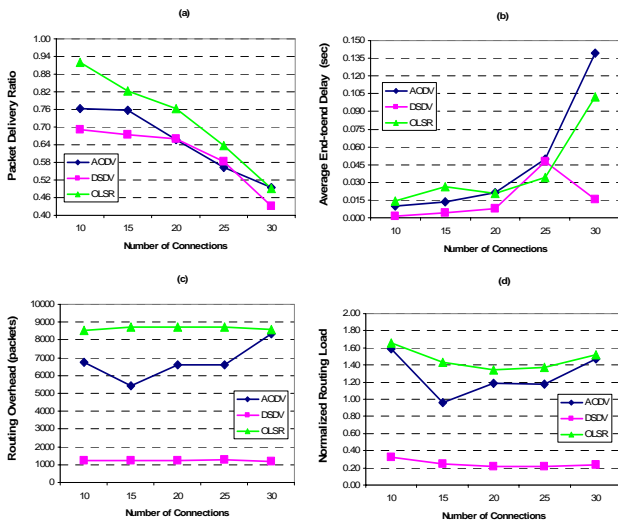 (a)
Packet Delivery Ratio
1.00
0.94
0.88
0.82
0.76
0.70
0.64
0.58
0.52
0.46
0.40
AODV
DSDV
OLSR
10 15 20 25 30
Number of Connections
(b)
Average End-toend Delay (sec)
0.150
0.135
0.120
0.105
0.090
0.075
0.060
0.045
0.030
0.015
0.000
AODV
DSDV
OLSR
10 15 20 25 30
Number of Connections
(c)
Routing Overhead (packets)
10000
9000
8000
7000
6000
5000
4000
3000
2000
1000
0
AODV
DSDV
OLSR
10 15 20 25 30
Number of Connections
(d)
Normalized Routing Load
2.00
1.80
1.60
1.40
1.20
1.00
0.80
0.60
0.40
0.20
0.00
AODV
DSDV
OLSR
10 15 20 25 30
Number of Connections